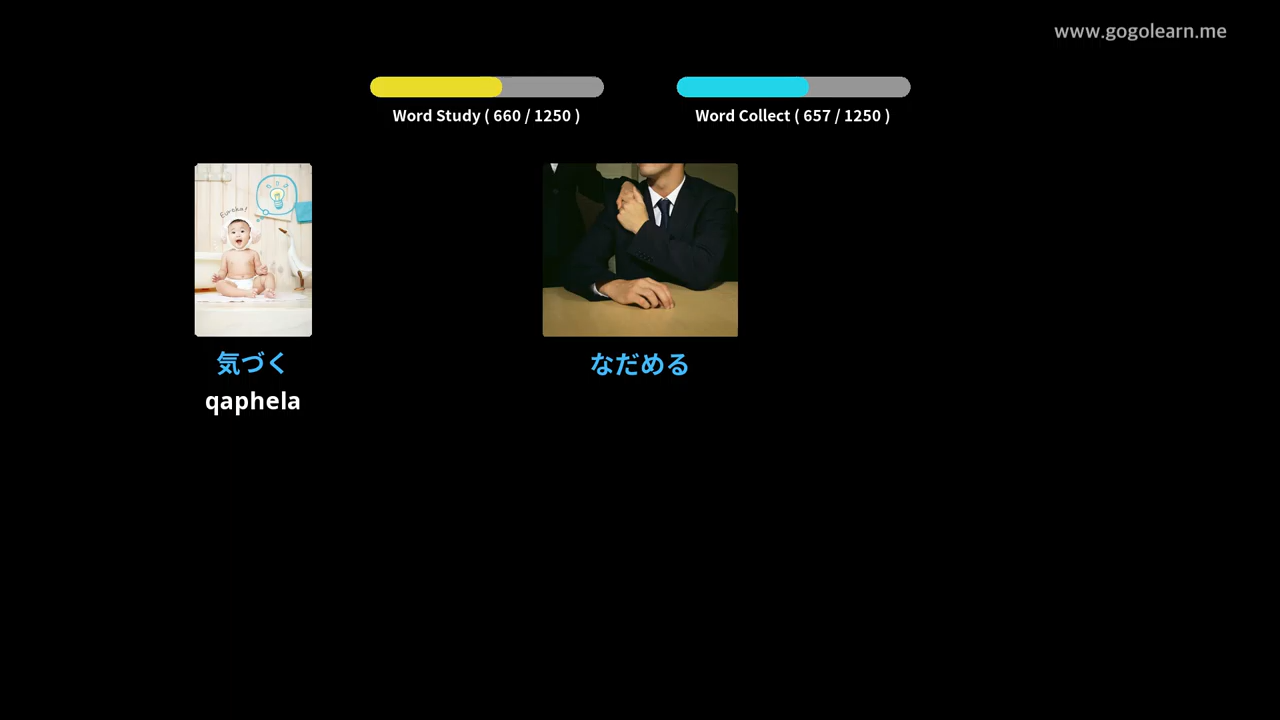 www.gogolearn.me
Word Study ( 660 / 1250 )
Word Collect ( 657 / 1250 )
Eureka!
気づく
なだめる
qaphela